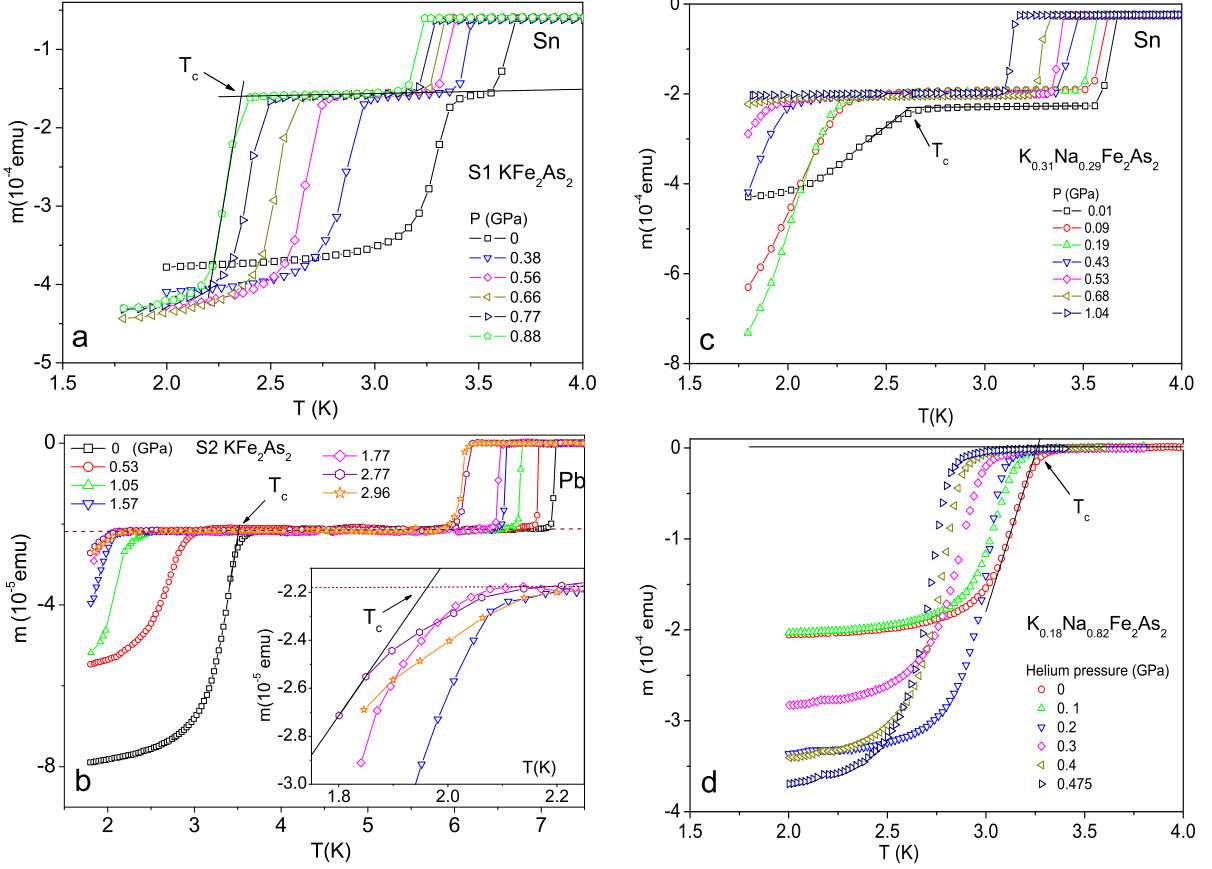 a
-1
-2
-3
-4
-5
m(10⁻⁴ emu)
T_c
Sn
S1 KFe₂As₂
P (GPa)
0
0.38
0.56
0.66
0.77
0.88
1.5 2.0 2.5 3.0 3.5 4.0
T (K)
c
0
-2
-4
-6
-8
m(10⁻⁴ emu)
Sn
T_c
K₀.₃₁Na₀.₂₉Fe₂As₂
P (GPa)
0.01
0.09
0.19
0.43
0.53
0.68
1.04
1.5 2.0 2.5 3.0 3.5 4.0
T(K)
b
0
-4
-8
m (10⁻⁵ emu)
0 (GPa)
0.53
1.05
1.57
S2 KFe₂As₂
1.77
2.77
2.96
T_c
Pb
-2.2
-2.4
-2.6
-2.8
-3.0
m(10⁻⁵ emu)
T_c
T(K)
1.8 2.0 2.2
2 3 4 5 6 7
T(K)
d
0
-1
-2
-3
-4
m (10⁻⁴ emu)
T_c
K₀.₁₈Na₀.₈₂Fe₂As₂
Helium pressure (GPa)
0
0. 1
0.2
0.3
0.4
0.475
1.5 2.0 2.5 3.0 3.5 4.0
T (K)